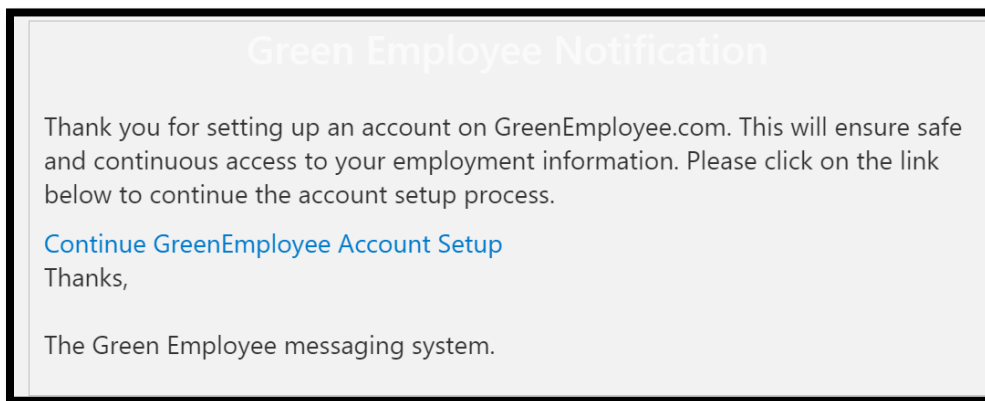 Green Employee Notification
Thank you for setting up an account on GreenEmployee.com. This will ensure safe
and continuous access to your employment information. Please click on the link
below to continue the account setup process.
Continue GreenEmployee Account Setup
Thanks,
The Green Employee messaging system.